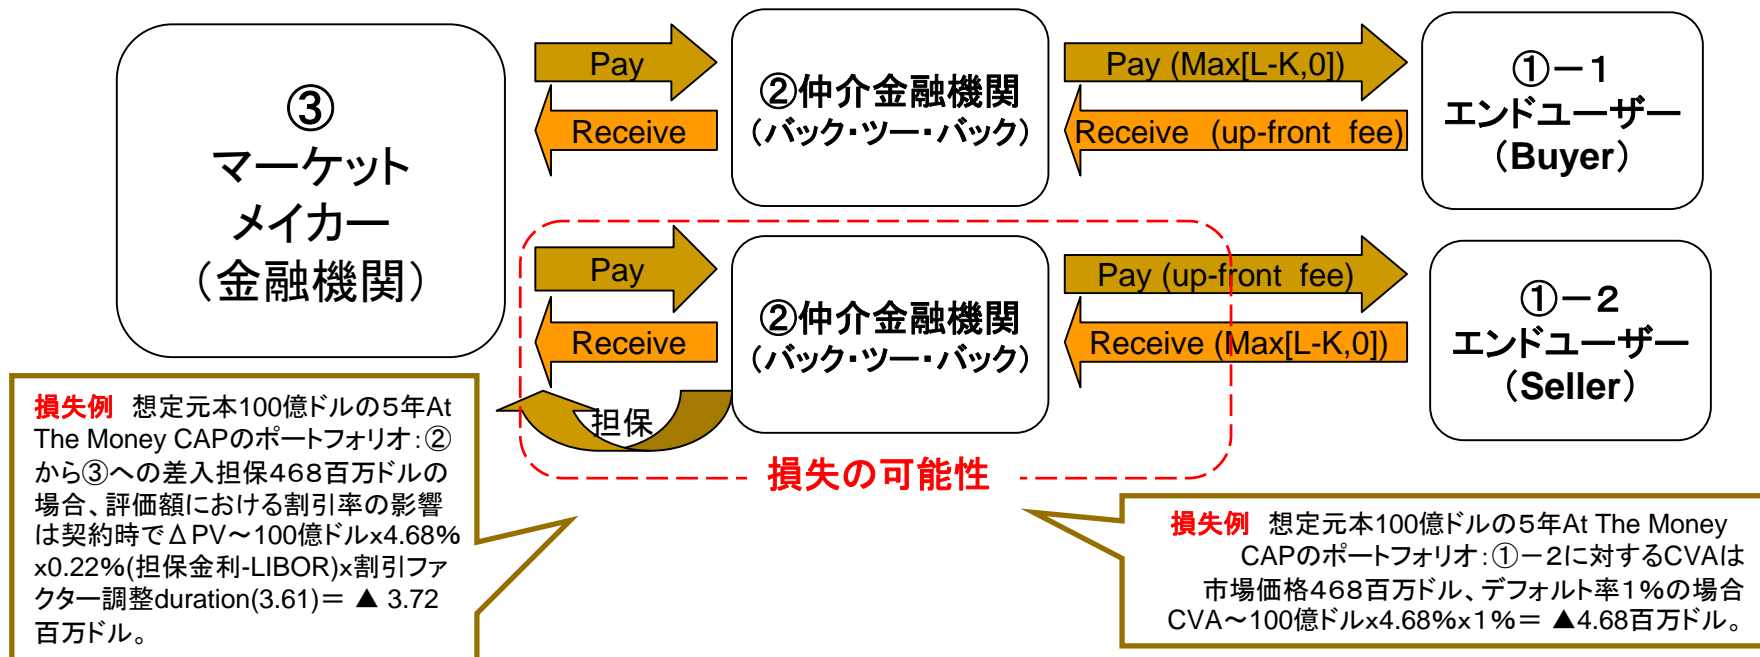 ③
マーケット
メイカー
（金融機関）
Pay
Receive
②仲介金融機関
（バック・ツー・バック）
Pay (Max[L-K,0])
Receive (up-front fee)
①－１
エンドユーザー
（Buyer）
Pay
Receive
担保
②仲介金融機関
（バック・ツー・バック）
Pay (up-front fee)
Receive (Max[L-K,0])
①－２
エンドユーザー
（Seller）
損失の可能性
損失例　想定元本100億ドルの５年At
The Money CAPのポートフォリオ：②
から③への差入担保４６８百万ドルの
場合、評価額における割引率の影響
は契約時でΔPV～100億ドルx4.68%
x0.22%(担保金利-LIBOR)x割引ファ
クター調整duration(3.61)＝ ▲ 3.72
百万ドル。
損失例　想定元本100億ドルの５年At The Money
CAPのポートフォリオ：①－２に対するCVAは
市場価格４６８百万ドル、デフォルト率１%の場合
CVA～100億ドルx4.68%x１%＝ ▲4.68百万ドル。